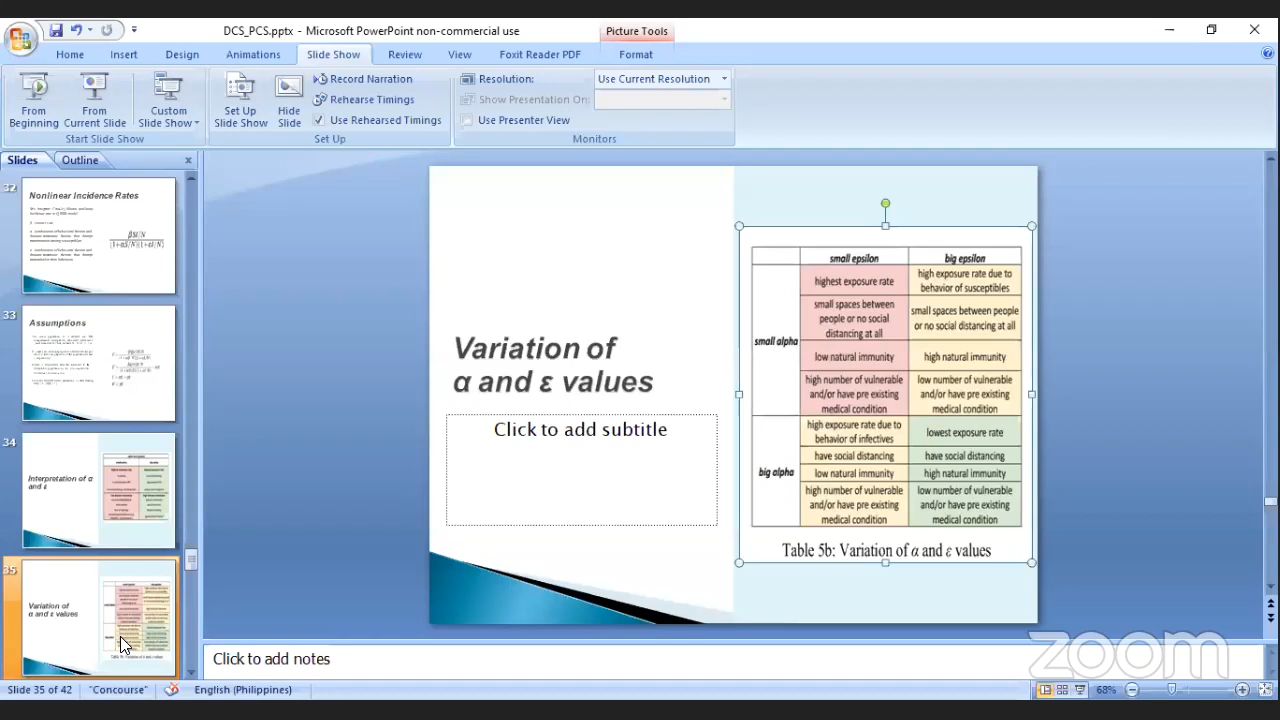 DCS_PCS.pptx - Microsoft PowerPoint non-commercial use
Picture Tools
Home
Insert
Design
Animations
Slide Show
Review
View
Foxit Reader PDF
Format
From Beginning
From Current Slide
Custom Slide Show
Start Slide Show
Set Up Slide Show
Hide Slide
Record Narration
Rehearse Timings
Use Rehearsed Timings
Set Up
Resolution:
Use Current Resolution
Show Presentation On:
Use Presenter View
Monitors
Slides
Outline
32
Nonlinear Incidence Rates
33
Assumptions
34
Interpretation of α
and ε
35
Variation of
α and ε values
Variation of
α and ε values
Click to add subtitle
small epsilon
big epsilon
small alpha
highest exposure rate
high exposure rate due to
behavior of susceptibles
small spaces between
people or no social
distancing at all
small spaces between people
or no social distancing at all
low natural immunity
high natural immunity
high number of vulnerable
and/or have pre existing
medical condition
low number of vulnerable
and/or have pre existing
medical condition
big alpha
high exposure rate due to
behavior of infectives
lowest exposure rate
have social distancing
have social distancing
low natural immunity
high natural immunity
high number of vulnerable
and/or have pre existing
medical condition
low number of vulnerable
and/or have pre existing
medical condition
Table 5b: Variation of α and ε values
Click to add notes
zoom
Slide 35 of 42
"Concourse"
English (Philippines)
68%